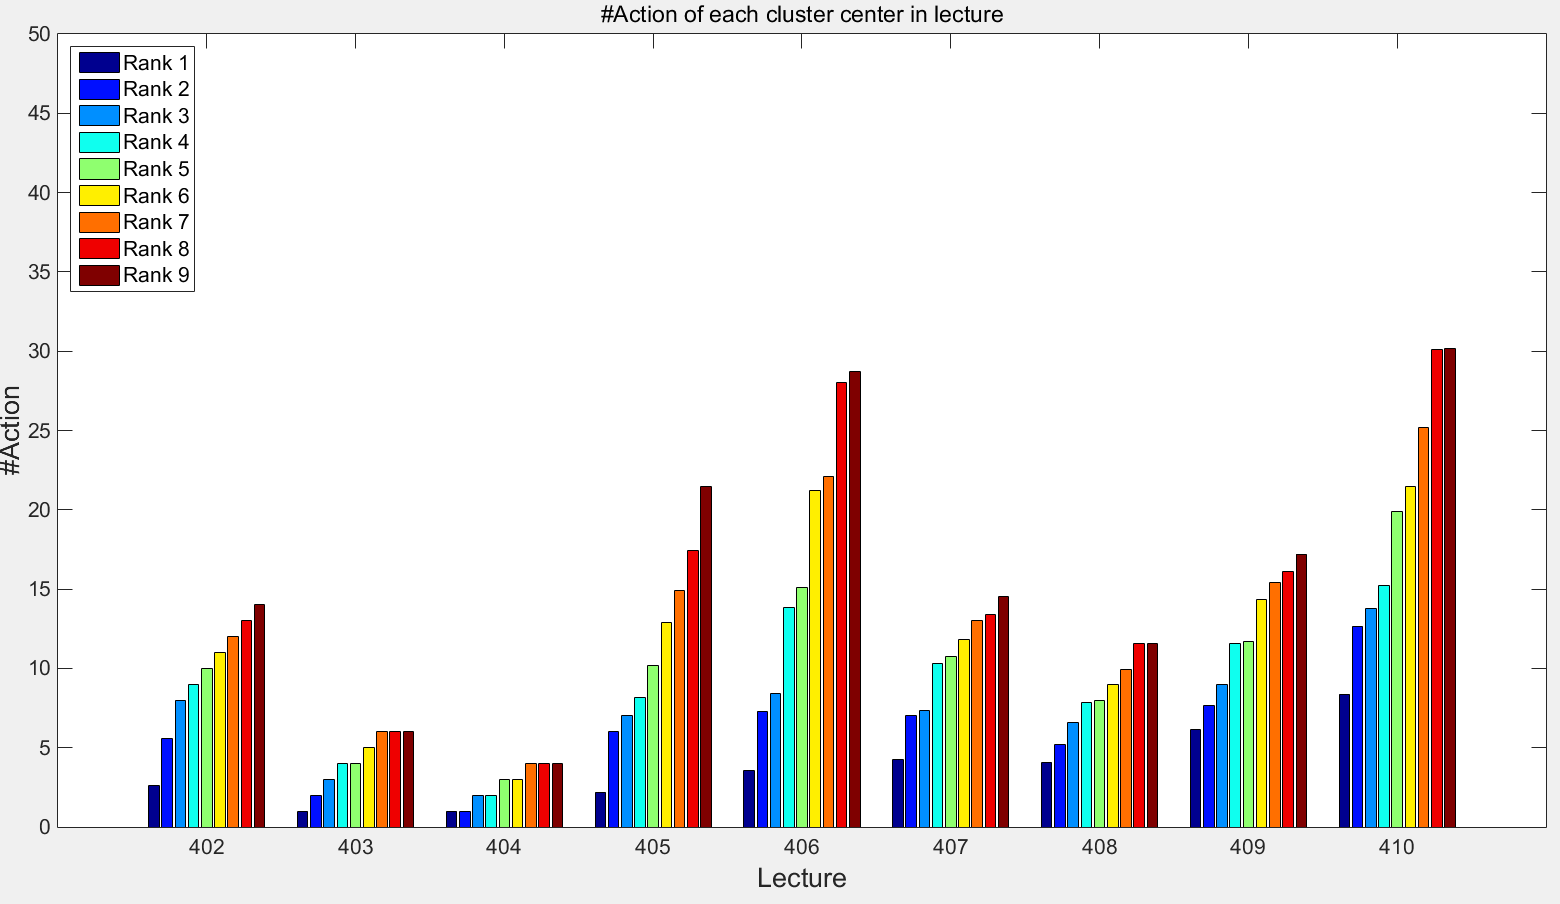 #Action of each cluster center in lecture
50
45
40
35
30
25
20
15
10
5
0
#Action
Rank 1
Rank 2
Rank 3
Rank 4
Rank 5
Rank 6
Rank 7
Rank 8
Rank 9
402 403 404 405 406 407 408 409 410
Lecture